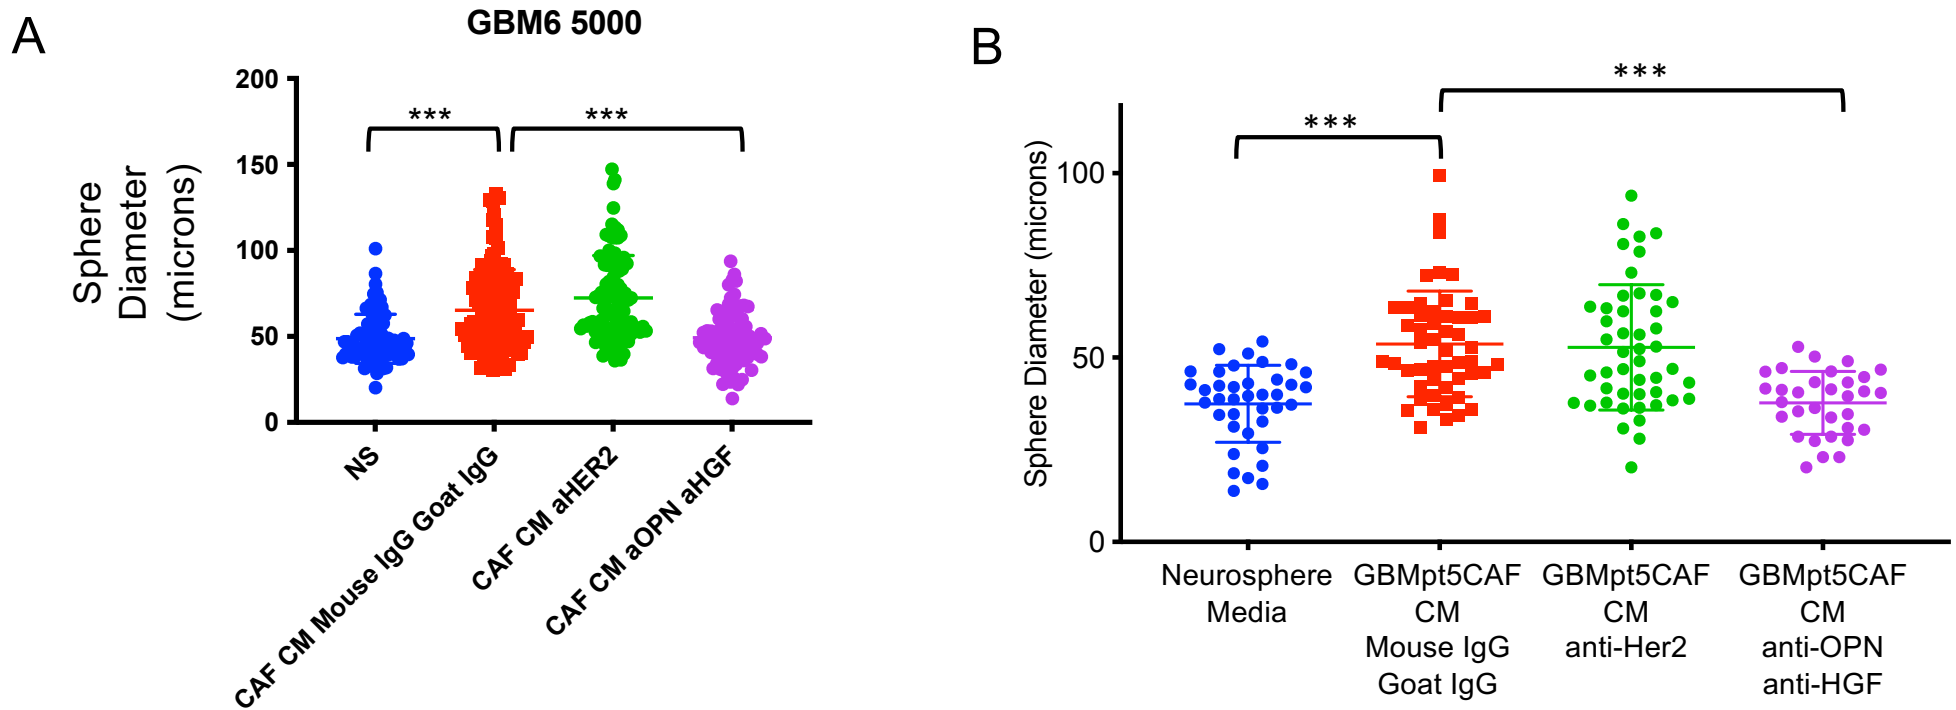 A
GBM6 5000
Sphere
Diameter
(microns)
200
150
100
50
0
***
***
NS
CAF CM Mouse IgG Goat IgG
CAF CM aHER2
CAF CM aOPN aHGF
B
Sphere Diameter (microns)
100
50
0
***
***
Neurosphere
Media
GBMpt5CAF
CM
Mouse IgG
Goat IgG
GBMpt5CAF
CM
anti-Her2
GBMpt5CAF
CM
anti-OPN
anti-HGF